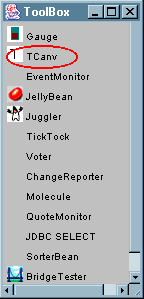 ToolBox
Gauge
TCanv
EventMonitor
JellyBean
Juggler
TickTock
Voter
ChangeReporter
Molecule
QuoteMonitor
JDBC SELECT
SorterBean
BridgeTester